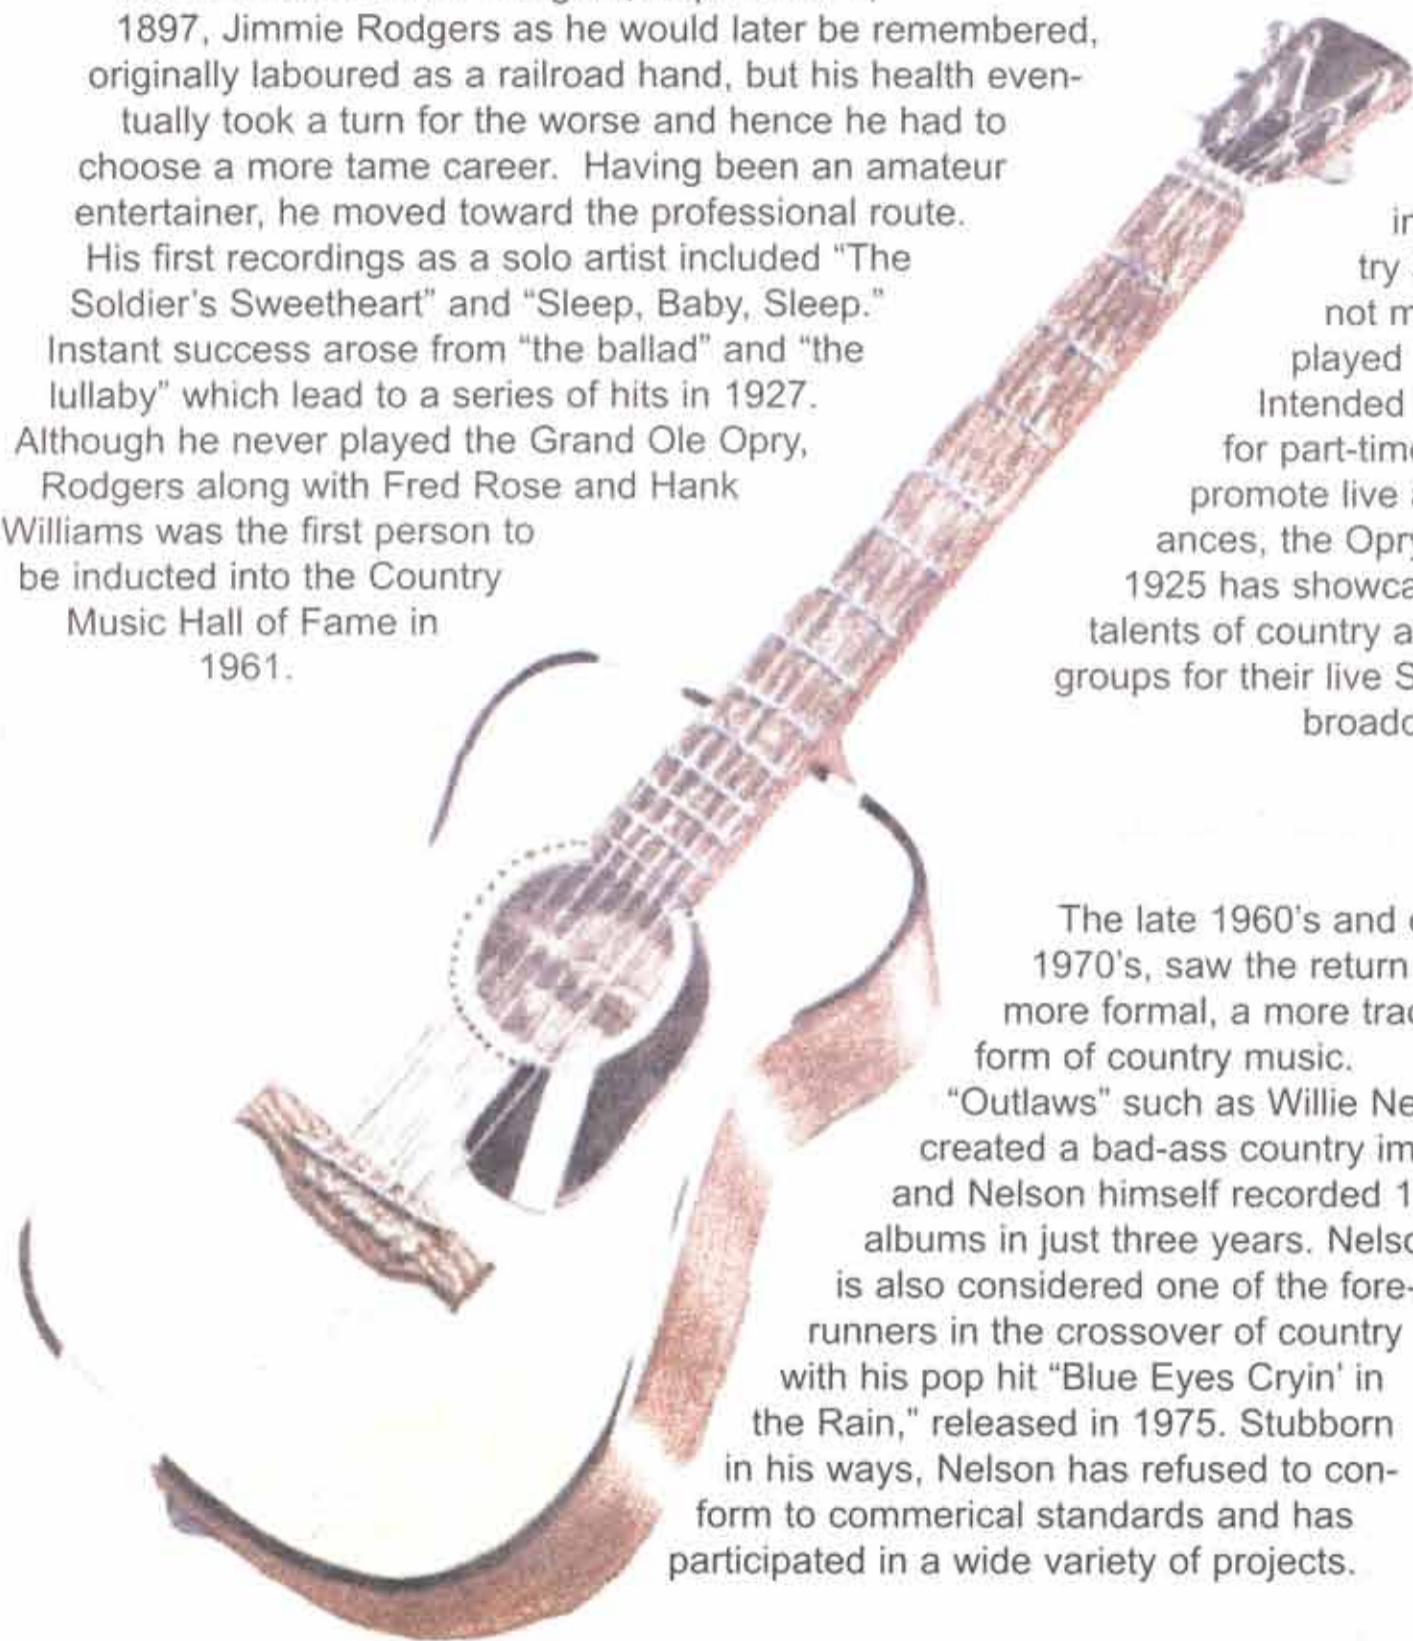 1897, Jimmie Rodgers as he would later be remembered,
originally laboured as a railroad hand, but his health even-
tually took a turn for the worse and hence he had to
choose a more tame career. Having been an amateur
entertainer, he moved toward the professional route.
His first recordings as a solo artist included “The
Soldier’s Sweetheart” and “Sleep, Baby, Sleep.”
Instant success arose from “the ballad” and “the
lullaby” which lead to a series of hits in 1927.
Although he never played the Grand Ole Opry,
Rodgers along with Fred Rose and Hank
Williams was the first person to
be inducted into the Country
Music Hall of Fame in
1961.
try
not
played
Intended
for part-time
promote live
ances, the Opry
1925 has
talents of country
groups for their live

The late 1960’s and
1970’s, saw the return
more formal, a more
form of country music.
“Outlaws” such as Willie
created a bad-ass country
and Nelson himself recorded
albums in just three years.
is also considered one of the fore-
runners in the crossover of country
with his pop hit “Blue Eyes Cryin’ in
the Rain,” released in 1975. Stubborn
in his ways, Nelson has refused to con-
form to commerical standards and has
participated in a wide variety of projects.